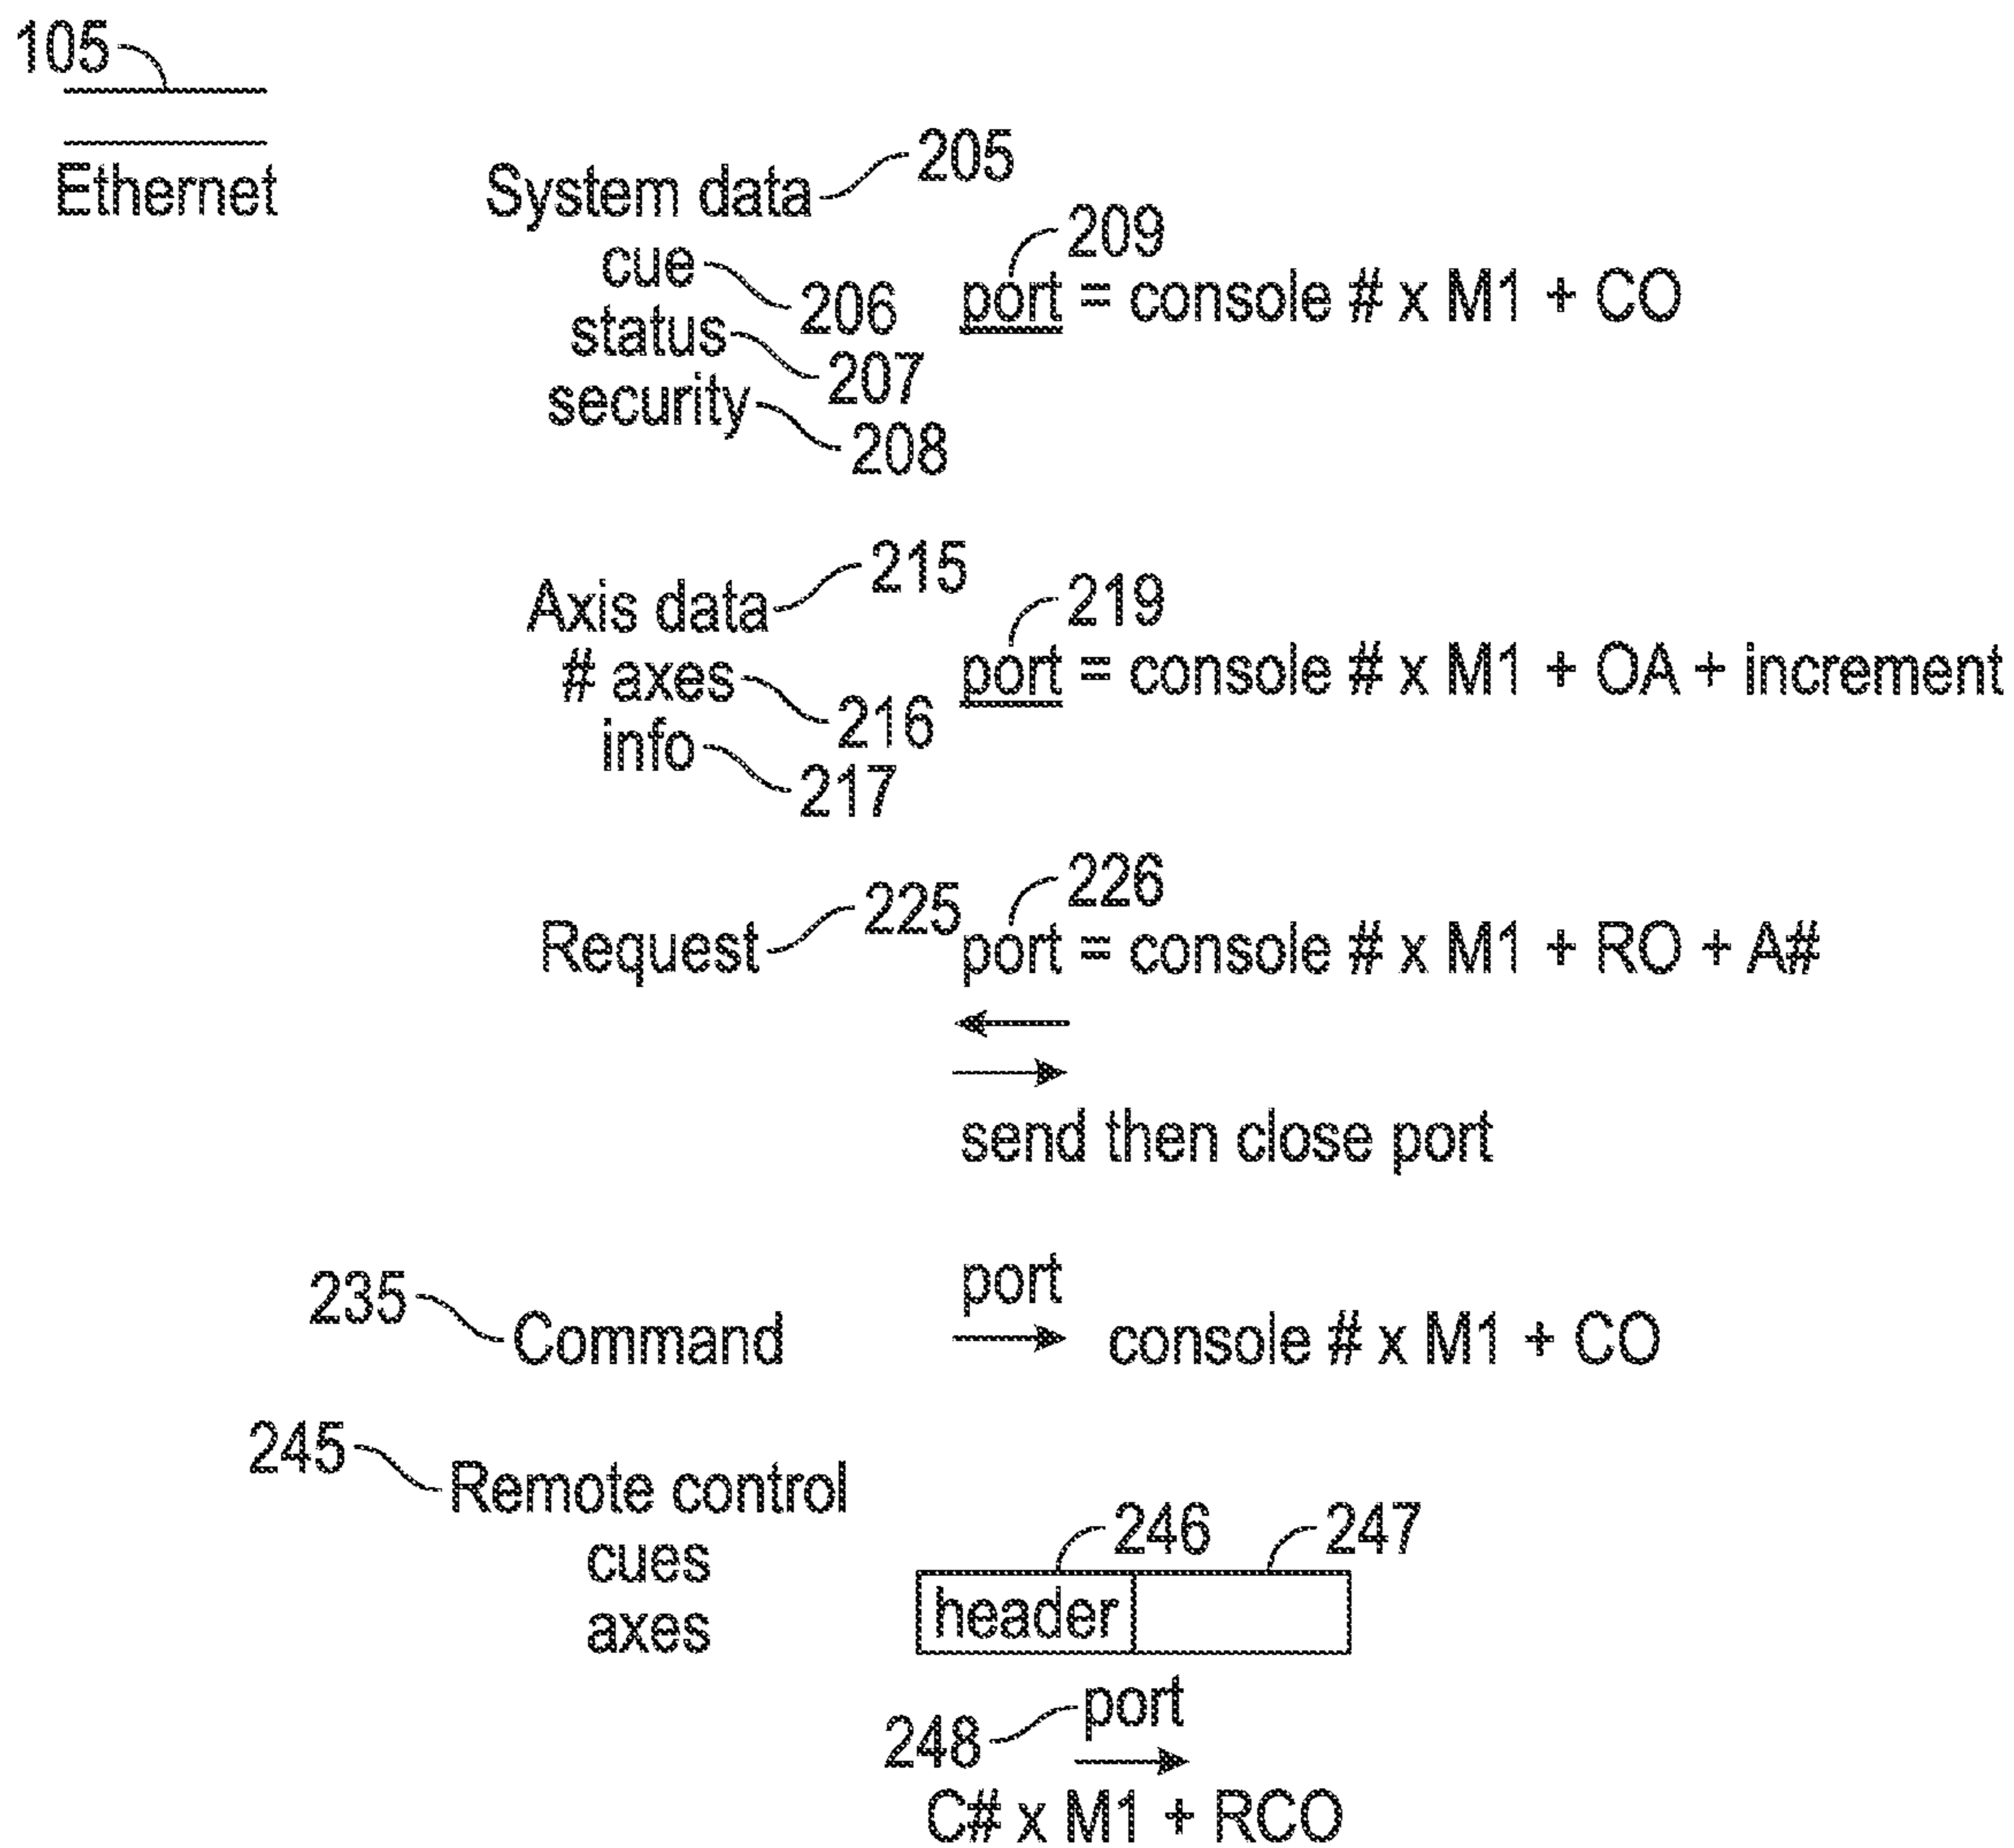 105
Ethernet
System data 205
cue 206
status 207
security 208
209
port = console # x M1 + CO
Axis data 215
# axes 216
info 217
219
port = console # x M1 + OA + increment
Request 225
226
port = console # x M1 + RO + A#
send then close port
235 Command
port
console # x M1 + CO
245 Remote control
cues
axes
246 247
header
248 port
C# x M1 + RCO